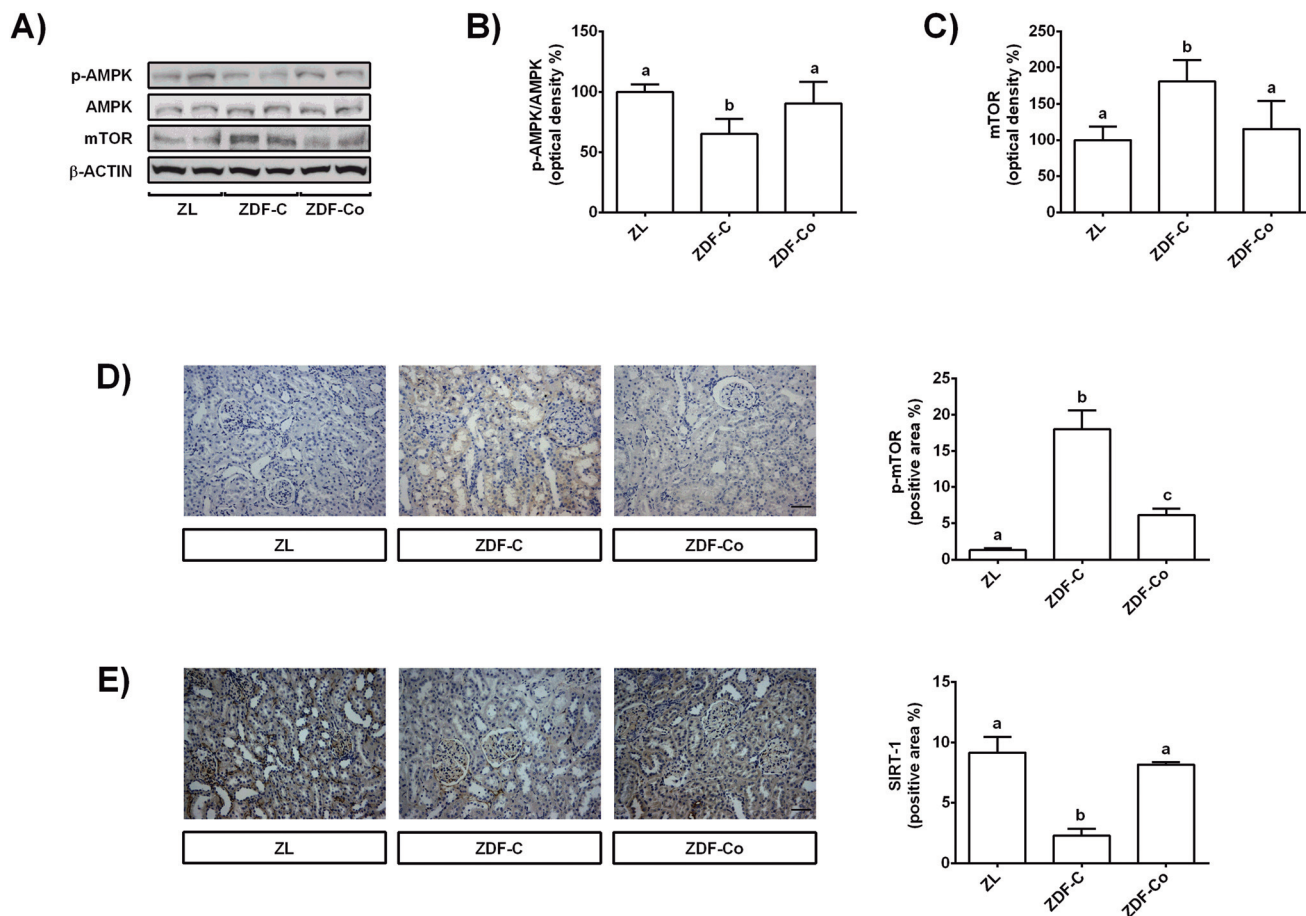 A)
p-AMPK
AMPK
mTOR
β-ACTIN
ZL ZDF-C ZDF-Co
B)
p-AMPK/AMPK
(optical density %)
150
100
50
0
a
b
a
ZL ZDF-C ZDF-Co
C)
mTOR
(optical density %)
250
200
150
100
50
0
a
b
a
ZL ZDF-C ZDF-Co
D)
ZL ZDF-C ZDF-Co
p-mTOR
(positive area %)
25
20
15
10
5
0
a
b
c
ZL ZDF-C ZDF-Co
E)
ZL ZDF-C ZDF-Co
SIRT-1
(positive area %)
15
10
5
0
a
b
a
ZL ZDF-C ZDF-Co